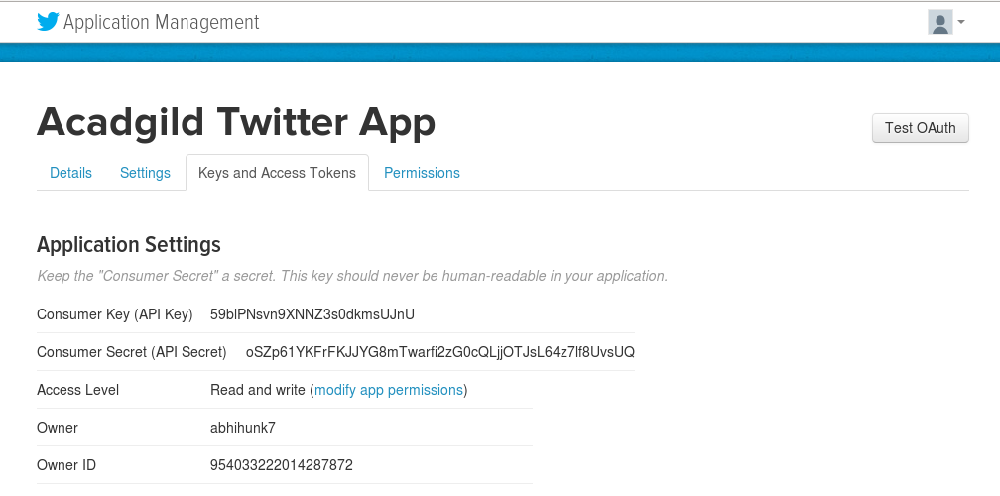 Application Management
Acadgild Twitter App
Test OAuth
Details Settings Keys and Access Tokens Permissions
Application Settings
Keep the "Consumer Secret" a secret. This key should never be human-readable in your application.
Consumer Key (API Key) 59blPNsvn9XNNZ3s0dkmsUJnU
Consumer Secret (API Secret) oSZp61YKFrFKJJYG8mTwarfi2zG0cQLjjOTJsL64z7lf8UvsUQ
Access Level Read and write (modify app permissions)
Owner abhihunk7
Owner ID 954033222014287872